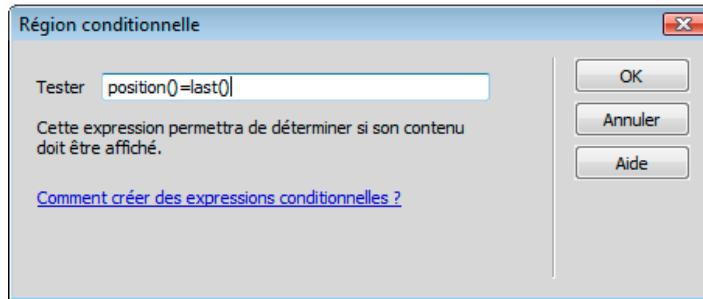 Région conditionnelle
Tester position()=last()
Cette expression permettra de déterminer si son contenu
doit être affiché.
Comment créer des expressions conditionnelles ?
OK
Annuler
Aide